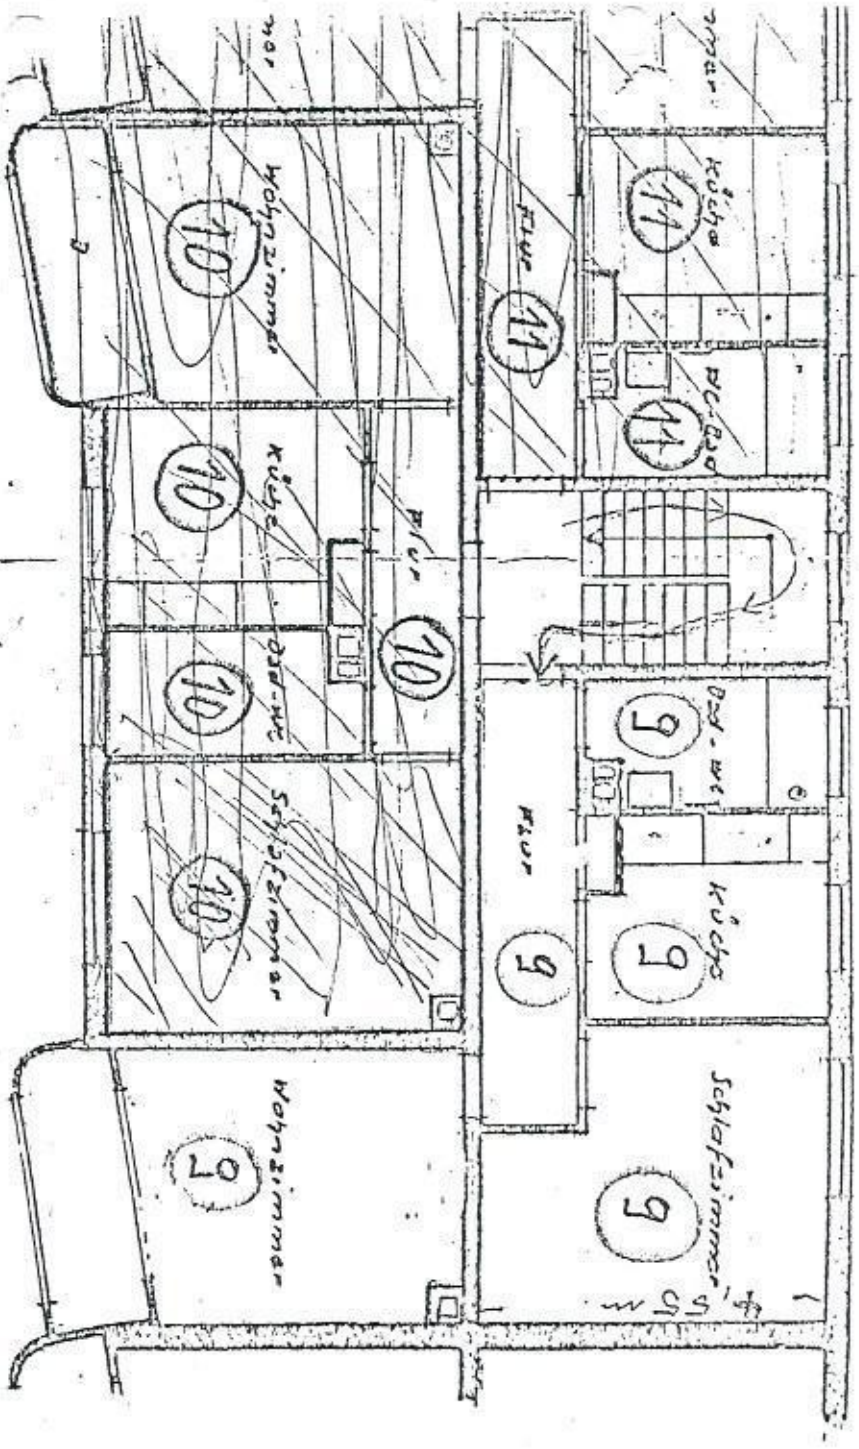 Küche
11
WC-Bad
11
Flur
11
Wohnzimmer
10
Küche
10
Flur
10
Bad-WC
10
Schlafzimmer
10
Bad-WC
9
Küche
9
Flur
9
Schlafzimmer
9
4,55 m
Wohnzimmer
9